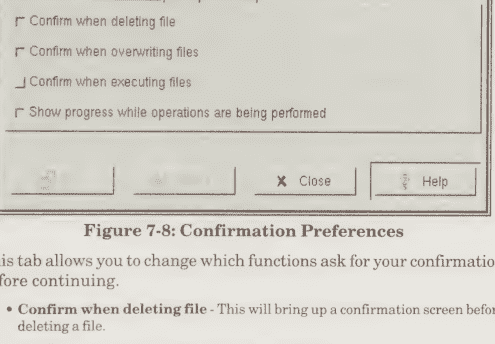 Confirm when deleting file
Confirm when overwriting files
Confirm when executing files
Show progress while operations are being performed
X Close Help
Figure 7-8: Confirmation Preferences
is tab allows you to change which functions ask for your confirmatio
fore continuing.
• Confirm when deleting file - This will bring up a confirmation screen befor
deleting a file.